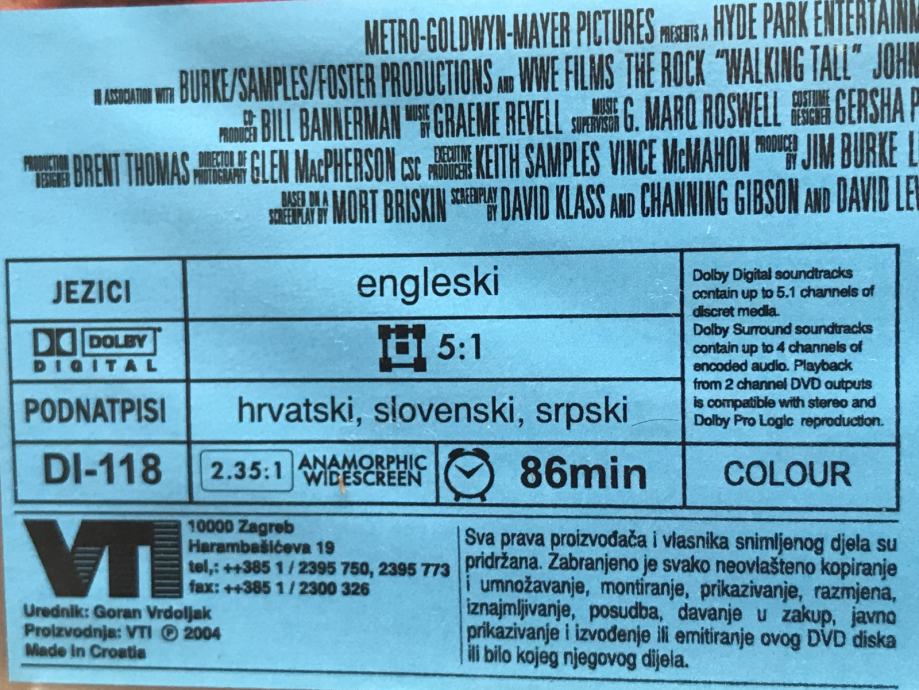 METRO-GOLDWYN-MAYER PICTURES PRESENTS A HYDE PARK ENTERTAIN
IN ASSOCIATION WITH BURKE/SAMPLES/FOSTER PRODUCTIONS AND WWE FILMS THE ROCK "WALKING TALL" JOHN
CO-PRODUCER BILL BANNERMAN MUSIC BY GRAEME REVELL MUSIC SUPERVISOR G. MARQ ROSWELL COSTUME DESIGNER GERSHA
PRODUCTION DESIGNER BRENT THOMAS DIRECTOR OF PHOTOGRAPHY GLEN MACPHERSON CSC EXECUTIVE PRODUCERS KEITH SAMPLES VINCE McMAHON PRODUCED BY JIM BURKE
BASED ON A SCREENPLAY BY MORT BRISKIN SCREENPLAY BY DAVID KLASS AND CHANNING GIBSON AND DAVID LEV
JEZICI
engleski
DOLBY
DIGITAL
5:1
PODNATPISI
hrvatski, slovenski, srpski
DI-118
2.35:1 ANAMORPHIC
WIDESCREEN
86min
Dolby Digital soundtracks
contain up to 5.1 channels of
discret media.
Dolby Surround soundtracks
contain up to 4 channels of
encoded audio. Playback
from 2 channel DVD outputs
is compatible with stereo and
Dolby Pro Logic reproduction.
COLOUR
VTI
10000 Zagreb
Harambašićeva 19
tel,: ++385 1 / 2395 750, 2395 773
fax: ++385 1 / 2300 326
Urednik: Goran Vrdoljak
Proizvodnja: VTI Ⓟ 2004
Made in Croatia
Sva prava proizvođača i vlasnika snimljenog djela su
pridržana. Zabranjeno je svako neovlašteno kopiranje
i umnožavanje, montiranje, prikazivanje, razmjena,
iznajmljivanje, posudba, davanje u zakup, javno
prikazivanje i izvođenje ili emitiranje ovog DVD diska
ili bilo kojeg njegovog dijela.